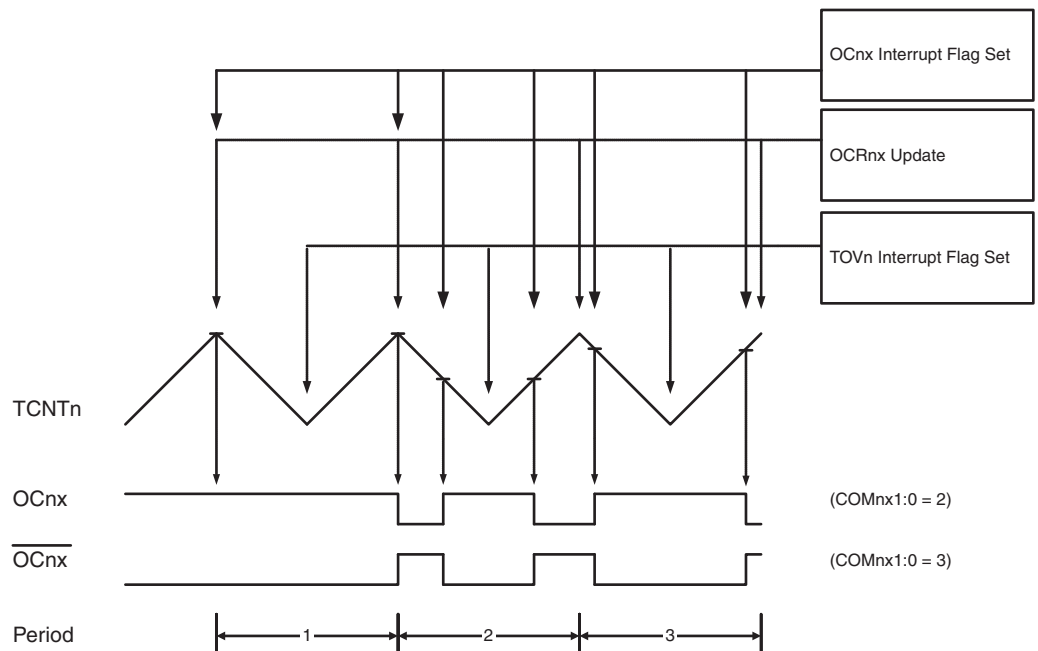 OCnx Interrupt Flag Set
OCRnx Update
TOVn Interrupt Flag Set
TCNTn
OCnx
(COMnx1:0 = 2)
OCnx
(COMnx1:0 = 3)
Period
1
2
3